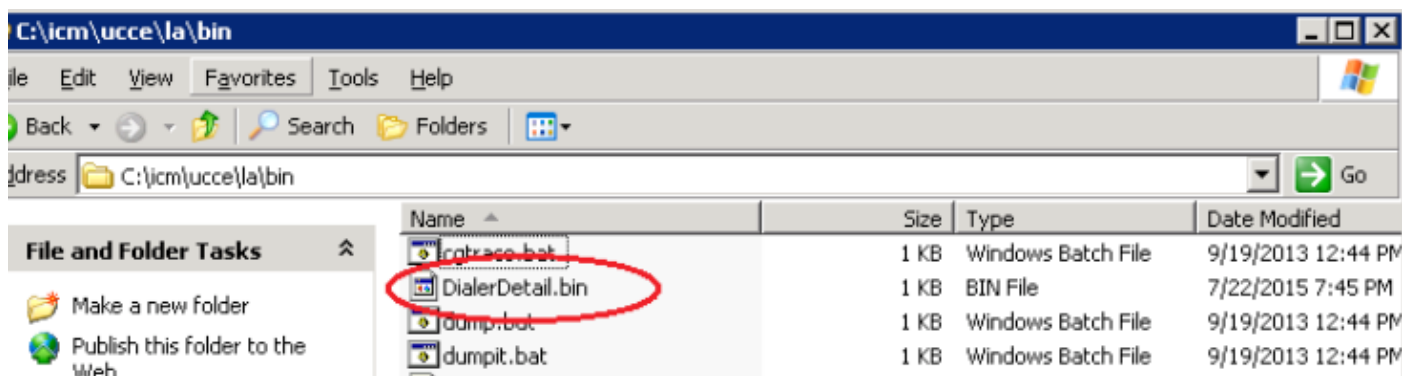 C:\icm\ucce\la\bin
ile Edit View Favorites Tools Help
Back Search Folders
ddress C:\icm\ucce\la\bin Go
Name Size Type Date Modified
File and Folder Tasks
cgtrace.bat 1 KB Windows Batch File 9/19/2013 12:44 PM
DialerDetail.bin 1 KB BIN File 7/22/2015 7:45 PM
Make a new folder
dump.bat 1 KB Windows Batch File 9/19/2013 12:44 PM
Publish this folder to the
dumpit.bat 1 KB Windows Batch File 9/19/2013 12:44 PM
Web